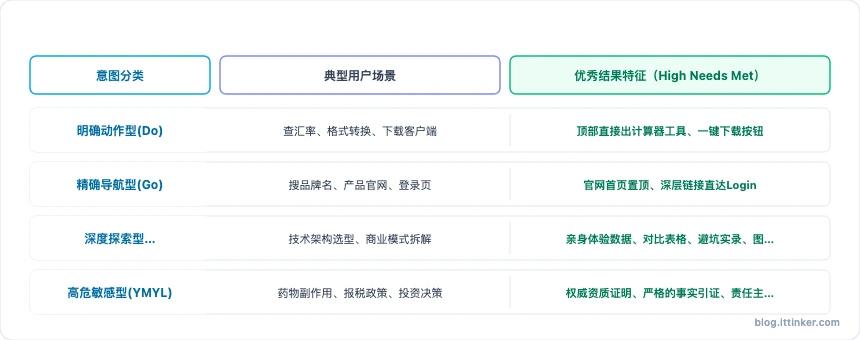 意图分类 典型用户场景 优秀结果特征（High Needs Met）
明确动作型(Do) 查汇率、格式转换、下载客户端 顶部直接出计算器工具、一键下载按钮
精确导航型(Go) 搜品牌名、产品官网、登录页 官网首页置顶、深层链接直达Login
深度探索型... 技术架构选型、商业模式拆解 亲身体验数据、对比表格、避坑实录、图...
高危敏感型(YMYL) 药物副作用、报税政策、投资决策 权威资质证明、严格的事实引证、责任主...
blog.ittinker.com